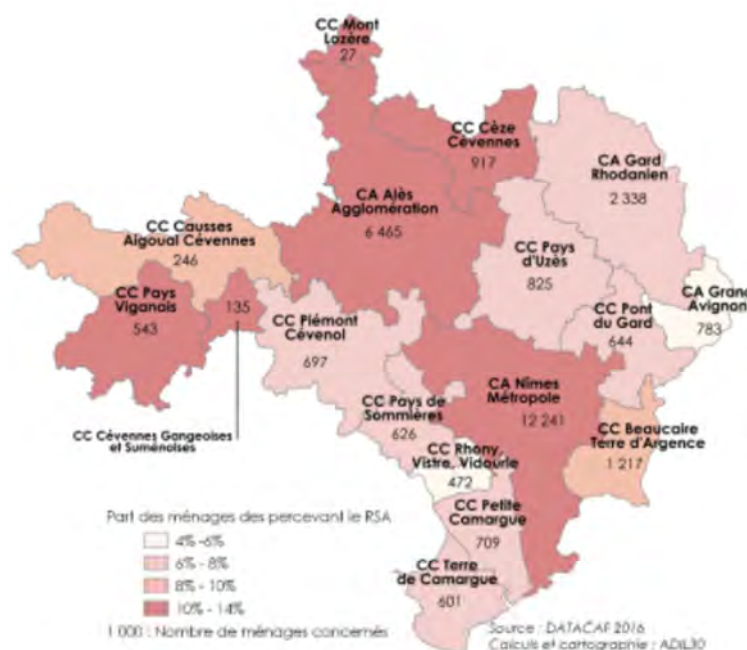 CC Mont
Lozère
27
CC Cèze
Cévennes
917
CA Gard
Rhodanien
2 338
CA Alès
Agglomération
6 465
CC Causses
Aigoual Cévennes
246
CC Pays
d'Uzès
825
CA Grand
Avignon
783
CC Pont
du Gard
644
CC Pays
Viganais
543
135
CC Piémont
Cévenol
697
CA Nîmes
Métropole
12 241
CC Pays de
Sommières
626
CC Cévennes Gangeoises
et Suménoises
CC Beaucaire
Terre d'Argence
1 217
CC Rhony,
Vistre, Vidourle
472
CC Petite
Camargue
709
CC Terre
de Camargue
601
Part des ménages des percevant le RSA
4% -6%
6% - 8%
8% - 10%
10% - 14%
1 000 : Nombre de ménages concernés
Source : DATACAF 2016
Calculs et cartographie : ADIL30